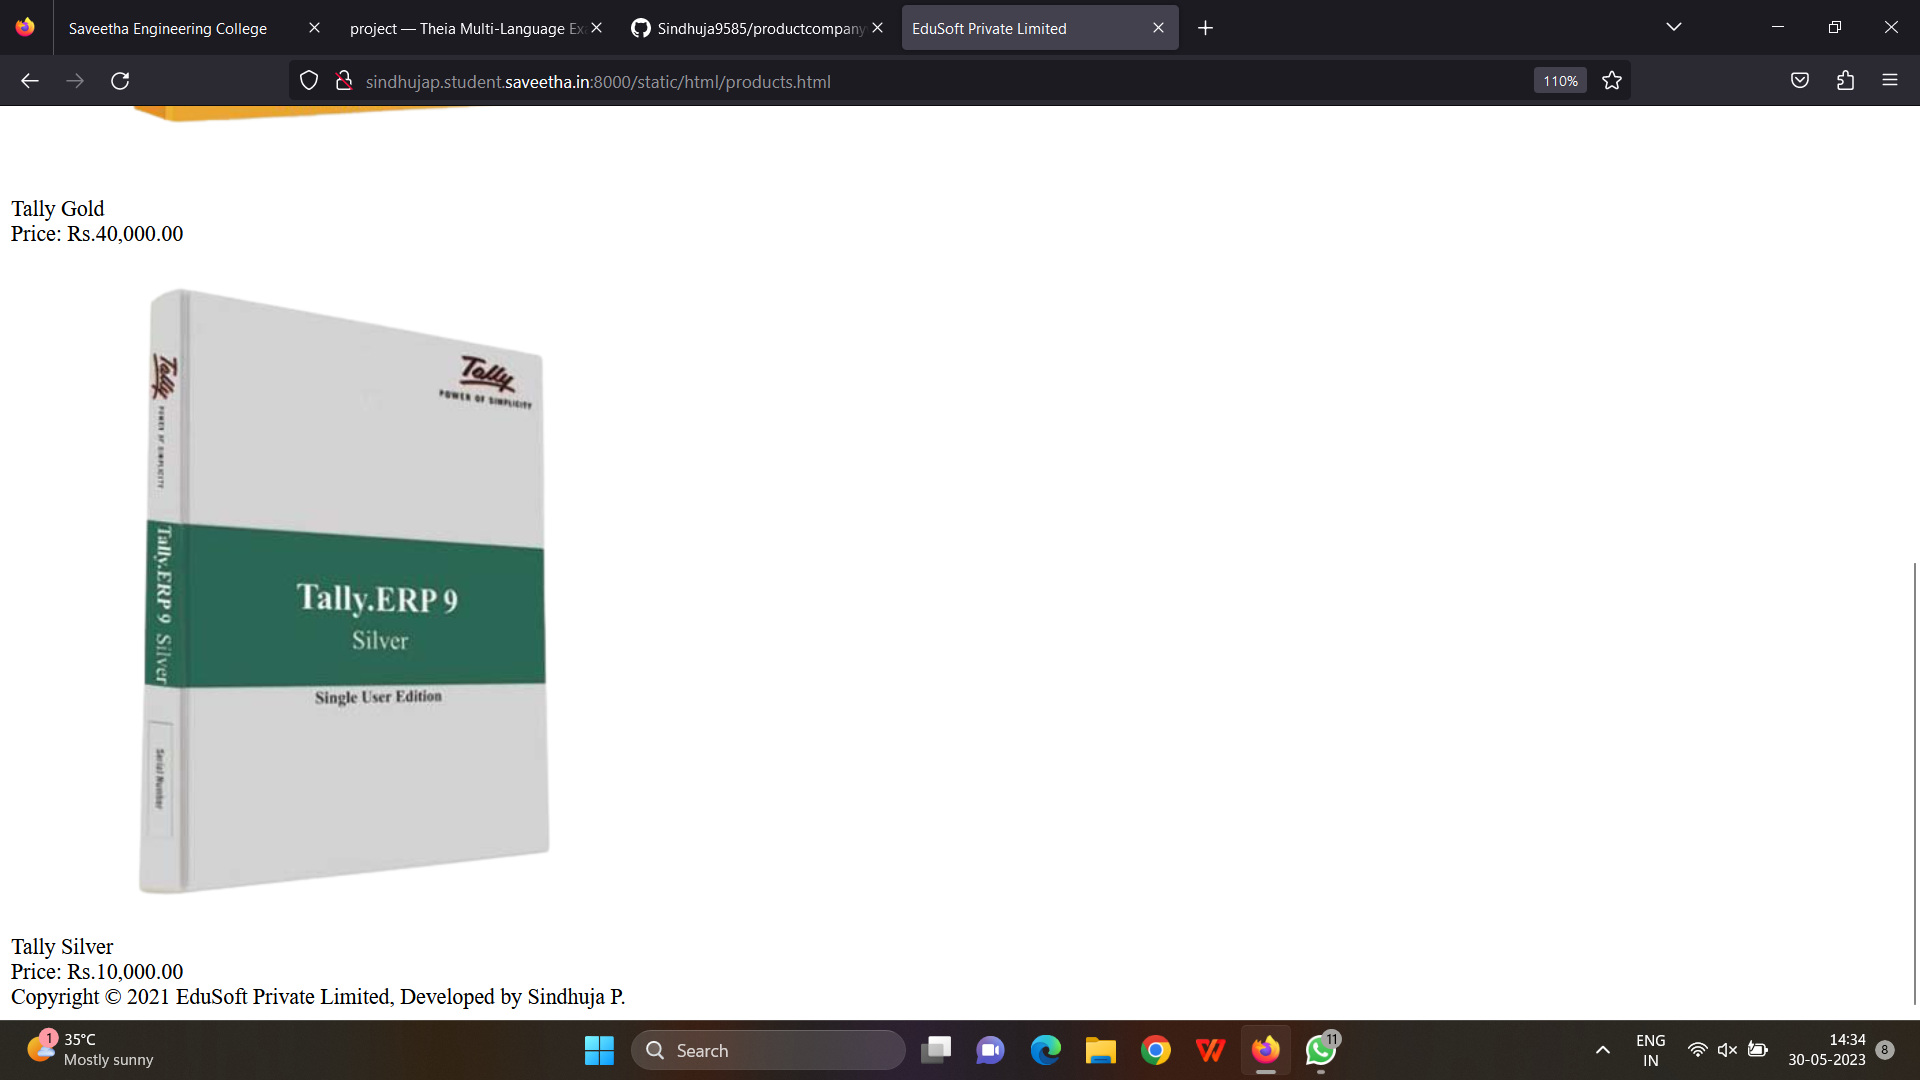 Saveetha Engineering College
project — Theia Multi-Language Ex
Sindhuja9585/productcompany
EduSoft Private Limited
sindhujap.student.saveetha.in:8000/static/html/products.html
110%
Tally Gold
Price: Rs.40,000.00
Tally
POWER OF SIMPLICITY
Tally
POWER OF SIMPLICITY
Tally.ERP 9 Silver
Tally.ERP 9
Silver
Single User Edition
Serial Number
Tally Silver
Price: Rs.10,000.00
Copyright © 2021 EduSoft Private Limited, Developed by Sindhuja P.
1
35°C
Mostly sunny
Search
11
ENG
IN
14:34
30-05-2023
8